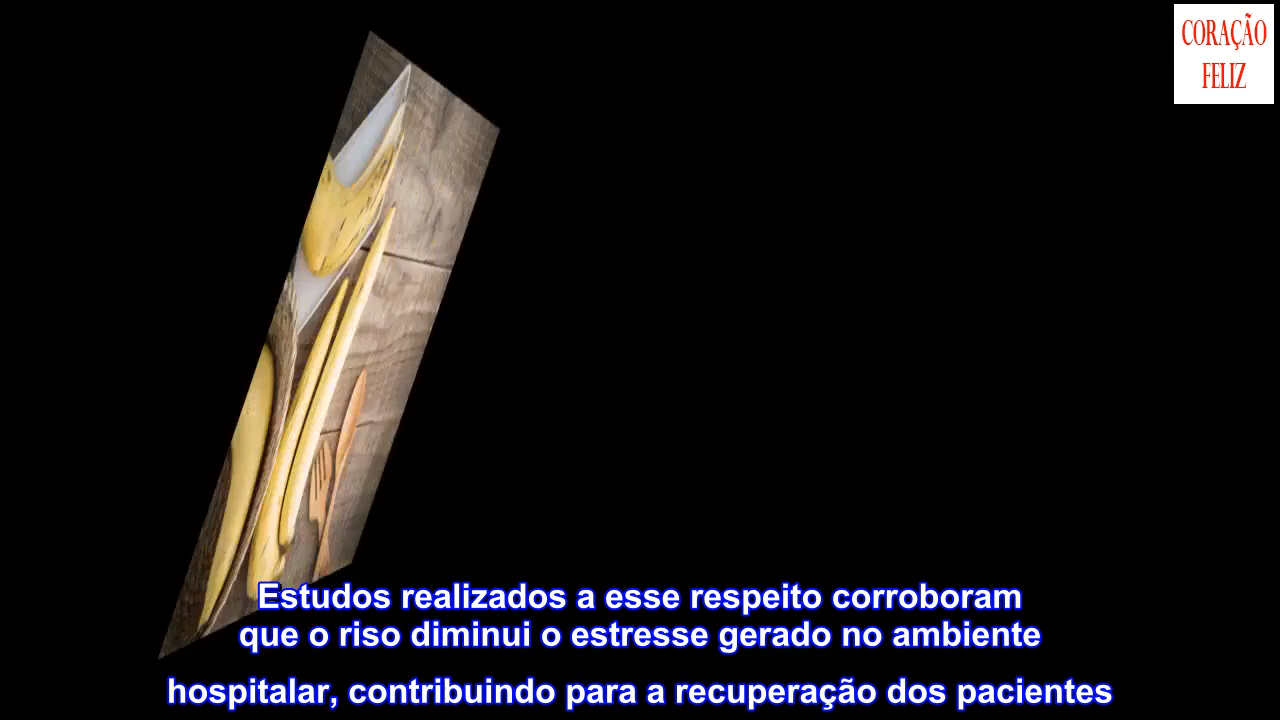 CORAÇÃO
FELIZ
Estudos realizados a esse respeito corroboram
que o riso diminui o estresse gerado no ambiente
hospitalar, contribuindo para a recuperação dos pacientes